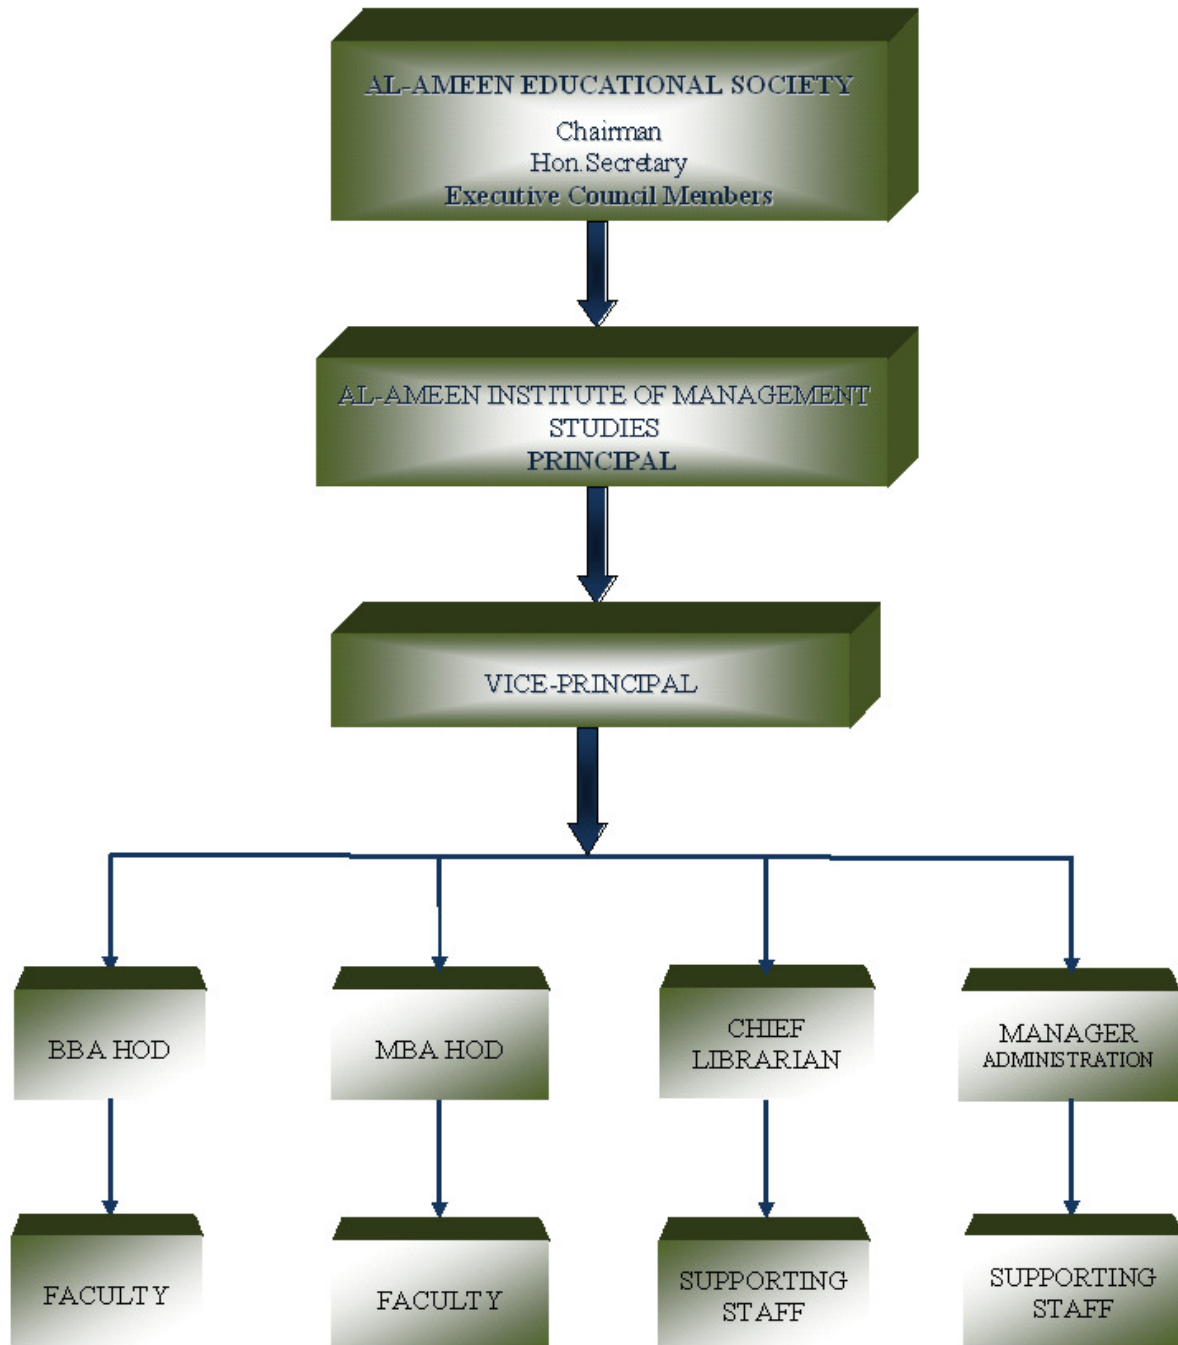 AL-AMEEN EDUCATIONAL SOCIETY
Chairman
Hon.Secretary
Executive Council Members
AL-AMEEN INSTITUTE OF MANAGEMENT
STUDIES
PRINCIPAL
VICE-PRINCIPAL
BBA HOD
MBA HOD
CHIEF
LIBRARIAN
MANAGER
ADMINISTRATION
FACULTY
FACULTY
SUPPORTING
STAFF
SUPPORTING
STAFF